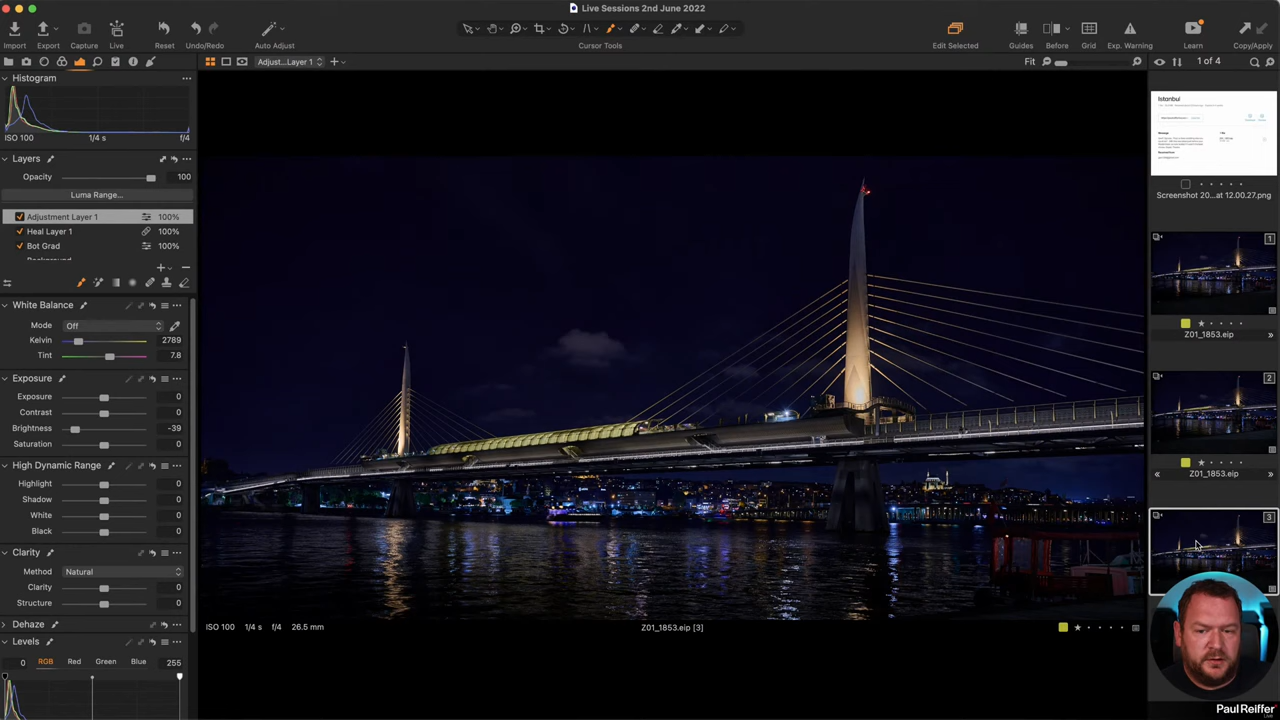 Live Sessions 2nd June 2022
Import
Export
Capture
Live
Reset
Undo/Redo
Auto Adjust
Cursor Tools
Edit Selected
Guides
Before
Grid
Exp. Warning
Learn
Copy/Apply
Adjust...Layer 1
Fit
1 of 4
Histogram
ISO 100 1/4 s f/4
Layers
Opacity 100
Luma Range...
Adjustment Layer 1 100%
Heal Layer 1 100%
Bot Grad 100%
White Balance
Mode Off
Kelvin 2789
Tint 7.8
Exposure
Exposure 0
Contrast 0
Brightness -39
Saturation 0
High Dynamic Range
Highlight 0
Shadow 0
White 0
Black 0
Clarity
Method Natural
Clarity 0
Structure 0
Dehaze
Levels
0 RGB Red Green Blue 255
ISO 100 1/4 s f/4 26.5 mm
Z01_1853.eip [3]
Istanbul
Screenshot 20...at 12.00.27.png
1
Z01_1853.eip
2
Z01_1853.eip
3
PaulReiffer
Live